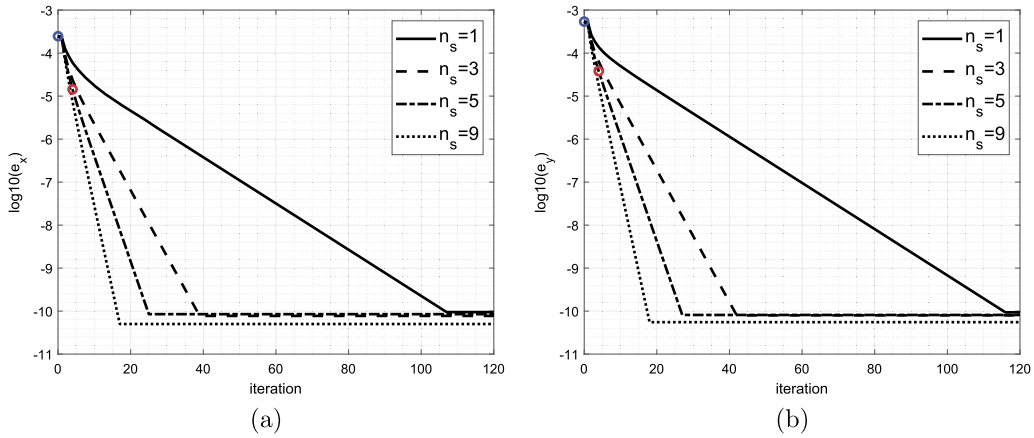 -3
-4
-5
-6
-7
-8
-9
-10
-11
log10(e_x)
0 20 40 60 80 100 120
iteration
n_s=1
n_s=3
n_s=5
n_s=9
(a)
-3
-4
-5
-6
-7
-8
-9
-10
-11
log10(e_y)
0 20 40 60 80 100 120
iteration
n_s=1
n_s=3
n_s=5
n_s=9
(b)